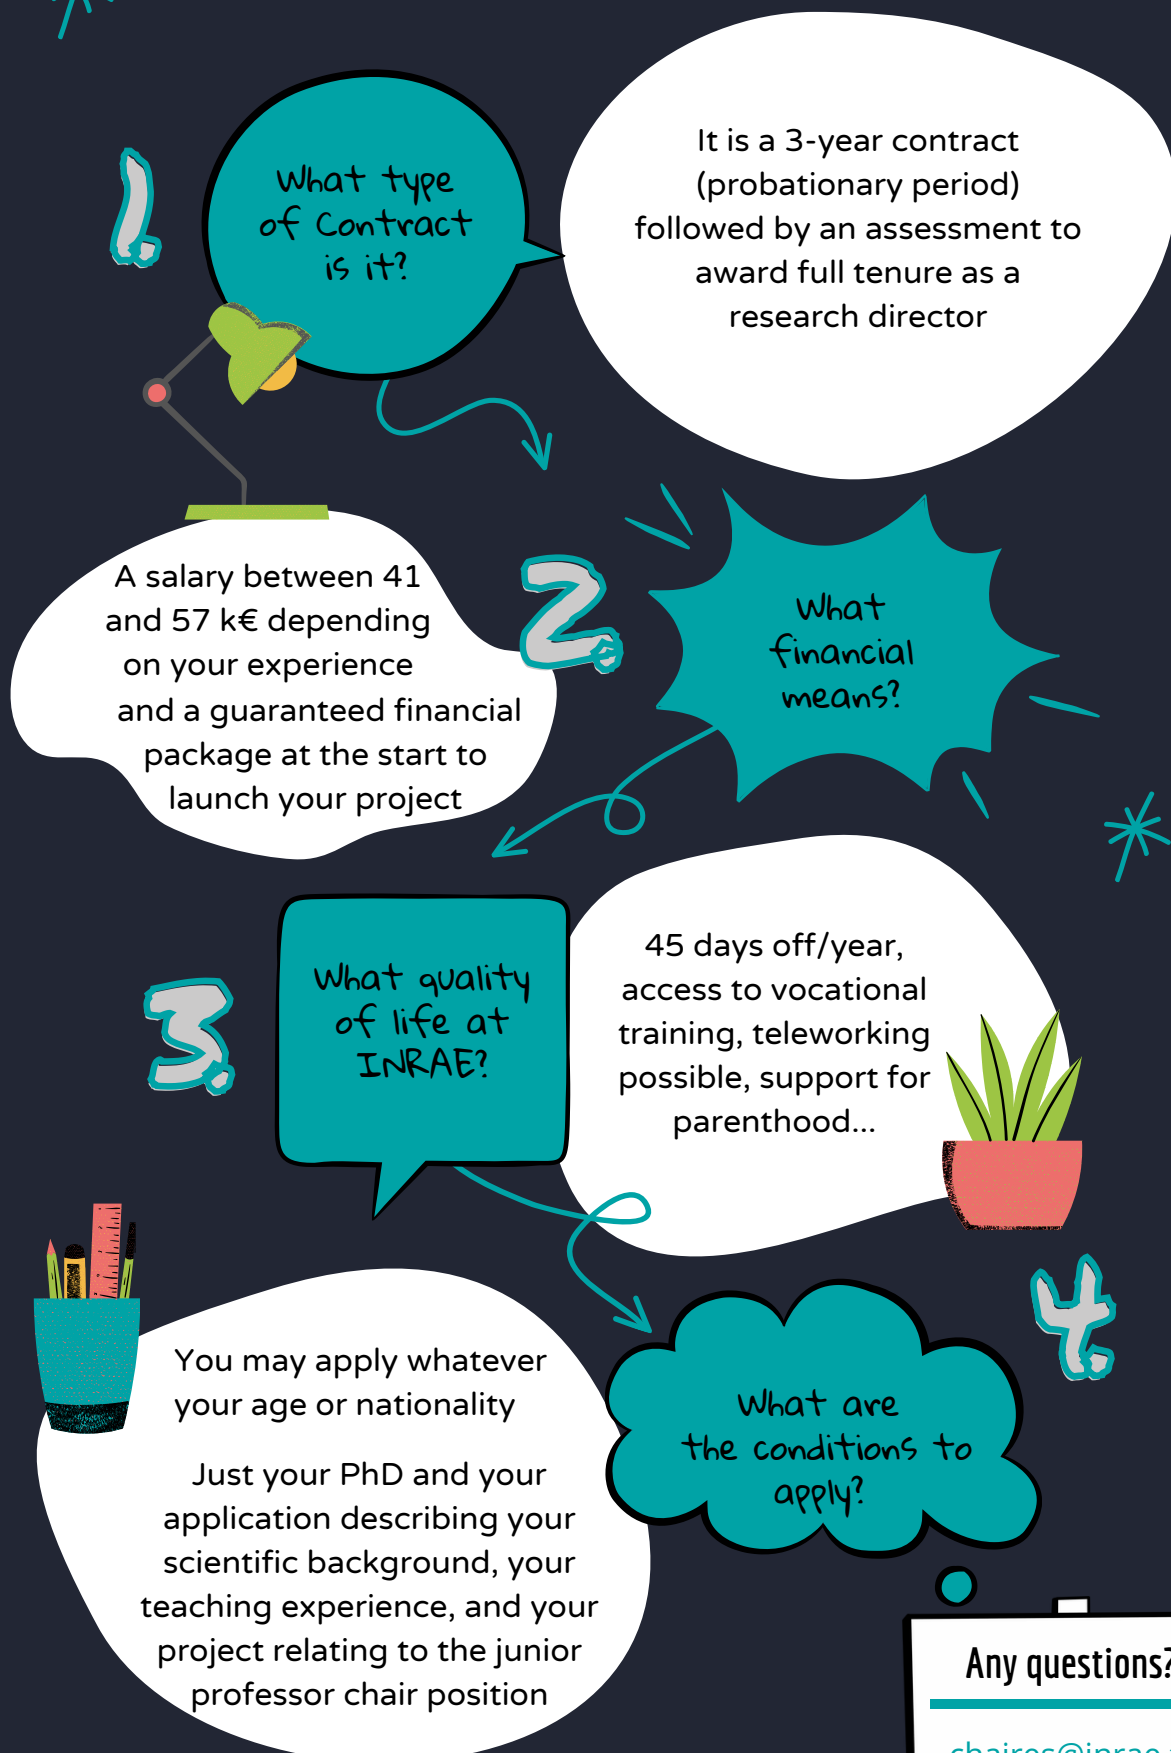 1.
What type
of Contract
is it?
It is a 3-year contract
(probationary period)
followed by an assessment to
award full tenure as a
research director
2.
What
financial
means?
A salary between 41
and 57 k€ depending
on your experience
and a guaranteed financial
package at the start to
launch your project
3.
What quality
of life at
INRAE?
45 days off/year,
access to vocational
training, teleworking
possible, support for
parenthood...
4.
What are
the conditions to
apply?
You may apply whatever
your age or nationality
Just your PhD and your
application describing your
scientific background, your
teaching experience, and your
project relating to the junior
professor chair position
Any questions?